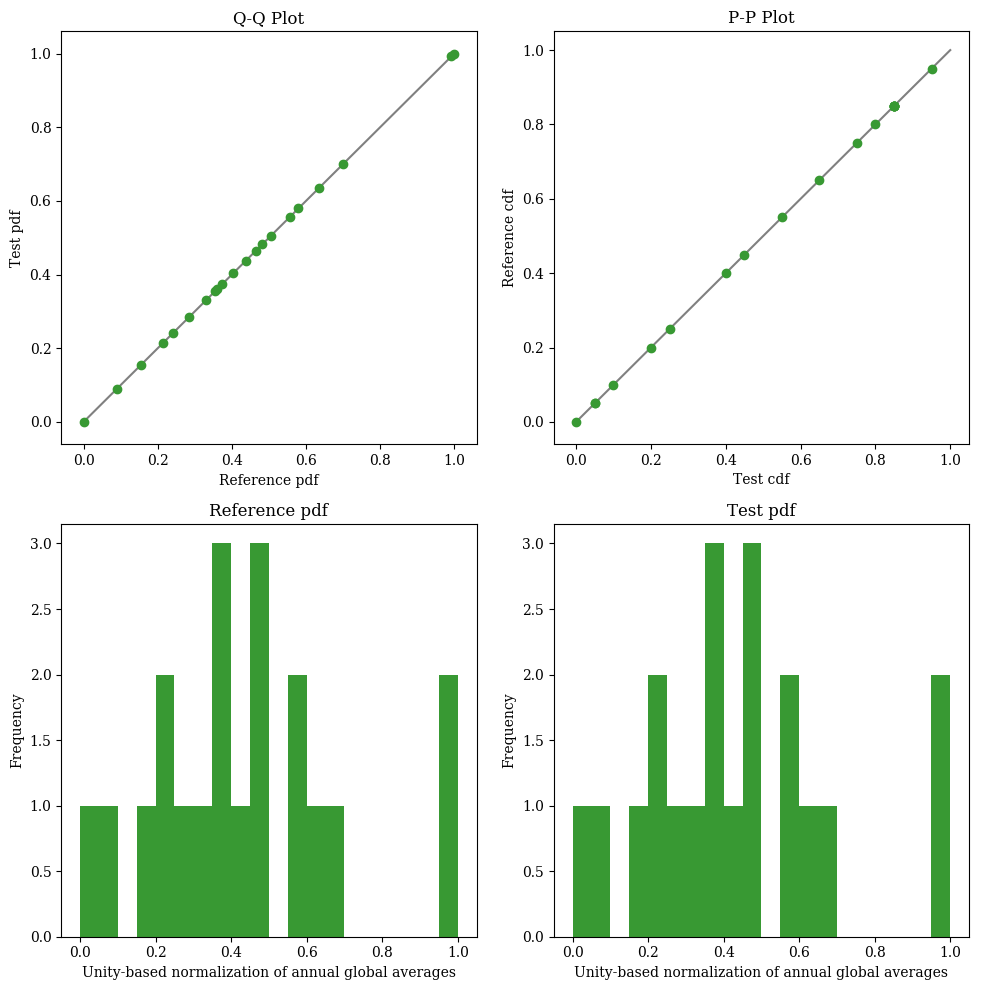 Q-Q Plot
1.0
0.8
0.6
0.4
0.2
0.0
Test pdf
0.0 0.2 0.4 0.6 0.8 1.0
Reference pdf
P-P Plot
1.0
0.8
0.6
0.4
0.2
0.0
Reference cdf
0.0 0.2 0.4 0.6 0.8 1.0
Test cdf
Reference pdf
3.0
2.5
2.0
1.5
1.0
0.5
0.0
Frequency
0.0 0.2 0.4 0.6 0.8 1.0
Unity-based normalization of annual global averages
Test pdf
3.0
2.5
2.0
1.5
1.0
0.5
0.0
Frequency
0.0 0.2 0.4 0.6 0.8 1.0
Unity-based normalization of annual global averages